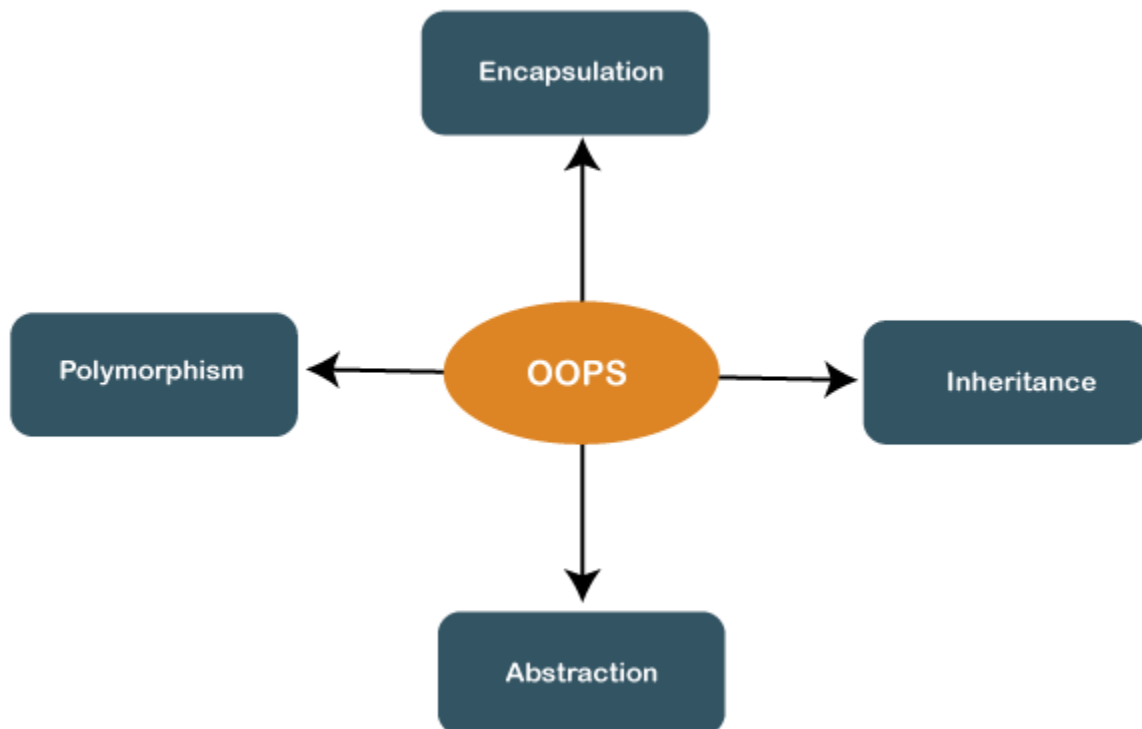 Encapsulation
Polymorphism
OOPS
Inheritance
Abstraction